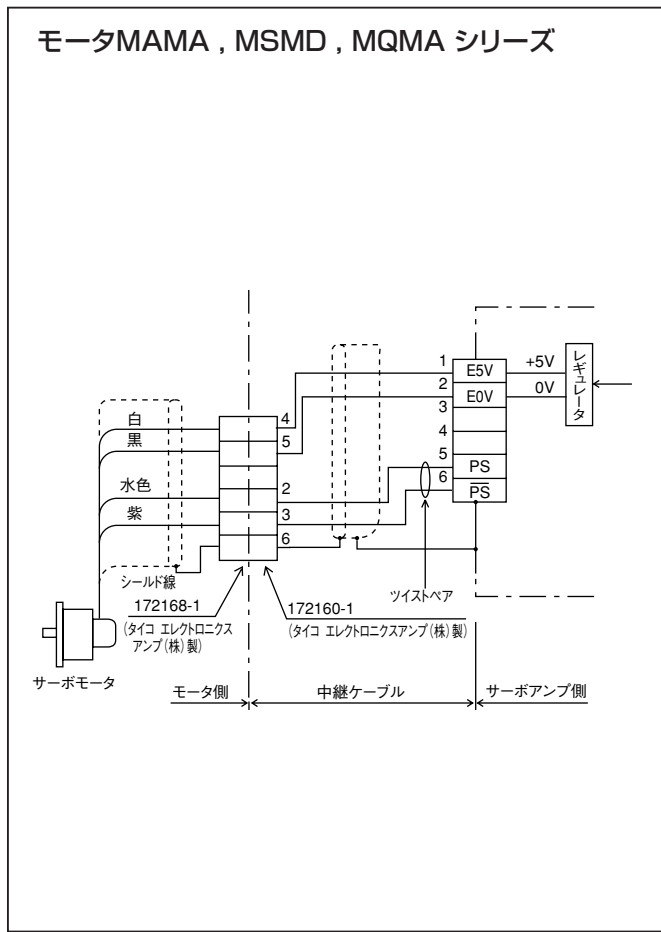 モータMAMA , MSMD , MQMA シリーズ
白
黒
水色
紫
シールド線
4
5
2
3
6
172168-1
(タイコ エレクトロニクス
アンプ(株)製)
172160-1
(タイコ エレクトロニクスアンプ(株)製)
1
2
3
4
5
6
E5V
E0V
PS
P̅S̅
+5V
0V
レギュレータ
ツイストペア
サーボモータ
モータ側
中継ケーブル
サーボアンプ側